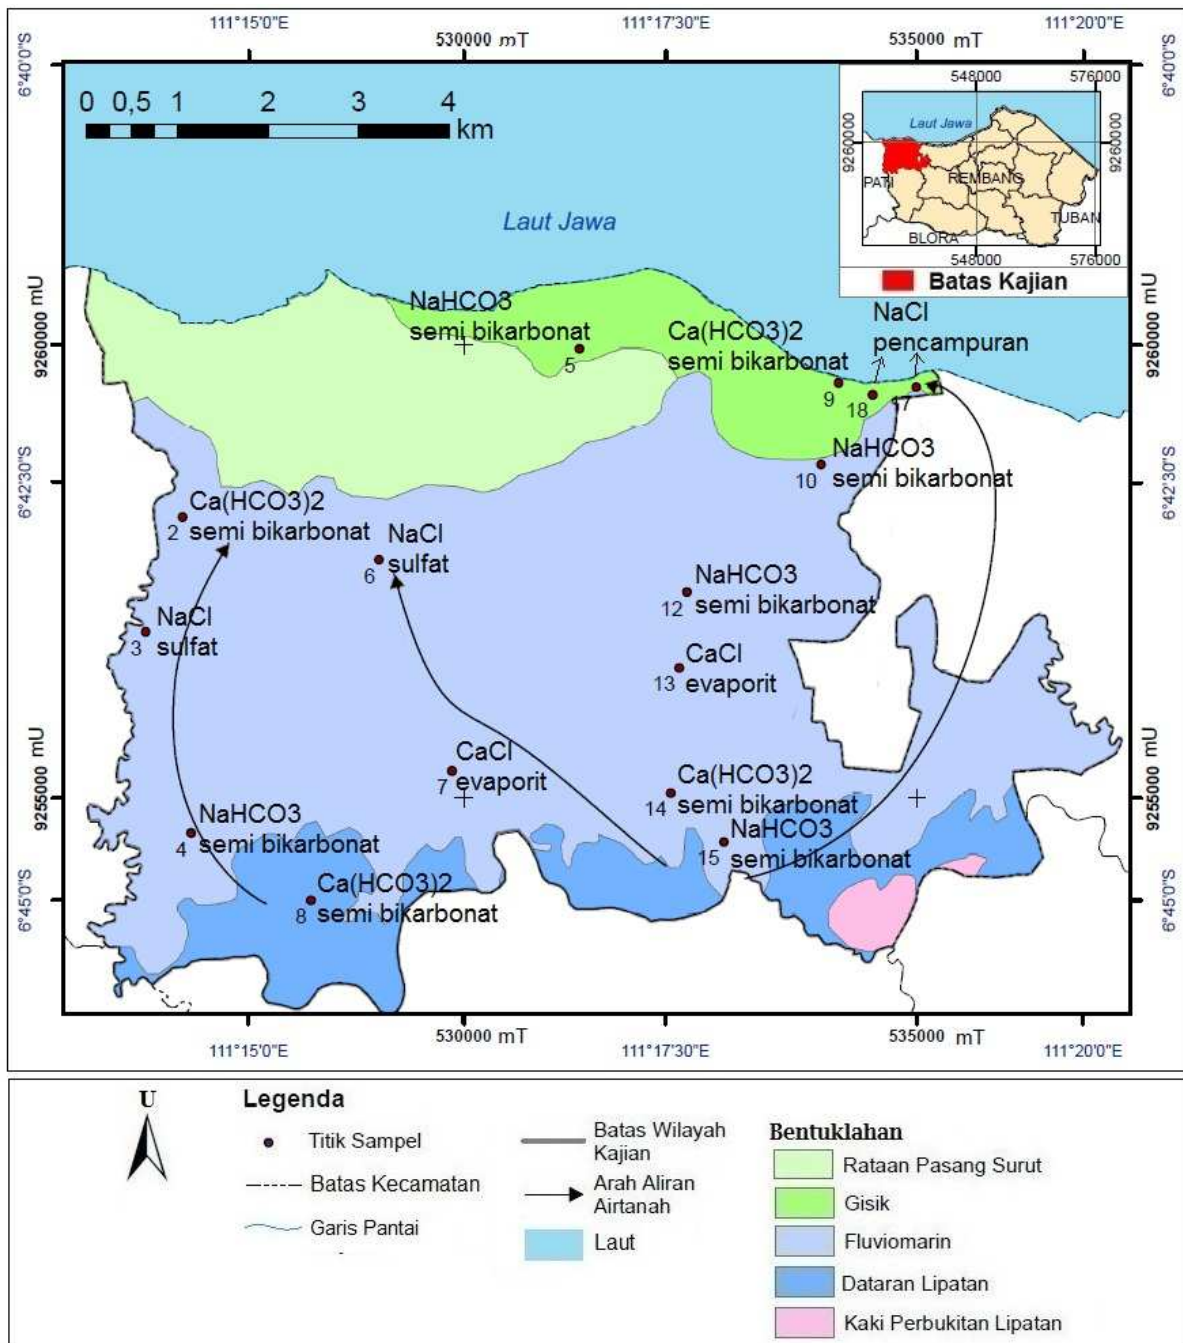 111°15'0"E
530000 mT
111°17'30"E
535000 mT
111°20'0"E
6°40'0"S
6°40'0"S
0 0,5 1 2 3 4
km
548000
576000
9260000
9260000
Laut Jawa
PATI
REMBANG
TUBAN
BLORA
548000
576000
Batas Kajian
Laut Jawa
9260000 mU
9260000 mU
NaHCO3
semi bikarbonat
5
Ca(HCO3)2
semi bikarbonat
9
NaCl
pencampuran
18
17
NaHCO3
semi bikarbonat
10
6°42'30"S
6°42'30"S
Ca(HCO3)2
semi bikarbonat
2
NaCl
sulfat
6
NaHCO3
semi bikarbonat
12
NaCl
sulfat
3
CaCl
evaporit
13
CaCl
evaporit
7
Ca(HCO3)2
semi bikarbonat
14
9255000 mU
9255000 mU
NaHCO3
semi bikarbonat
4
NaHCO3
semi bikarbonat
15
Ca(HCO3)2
semi bikarbonat
8
6°45'0"S
6°45'0"S
111°15'0"E
530000 mT
111°17'30"E
535000 mT
111°20'0"E
U
Legenda
Titik Sampel
Batas Kecamatan
Garis Pantai
Batas Wilayah
Kajian
Arah Aliran
Airtanah
Laut
Bentuklahan
Rataan Pasang Surut
Gisik
Fluviomarin
Dataran Lipatan
Kaki Perbukitan Lipatan